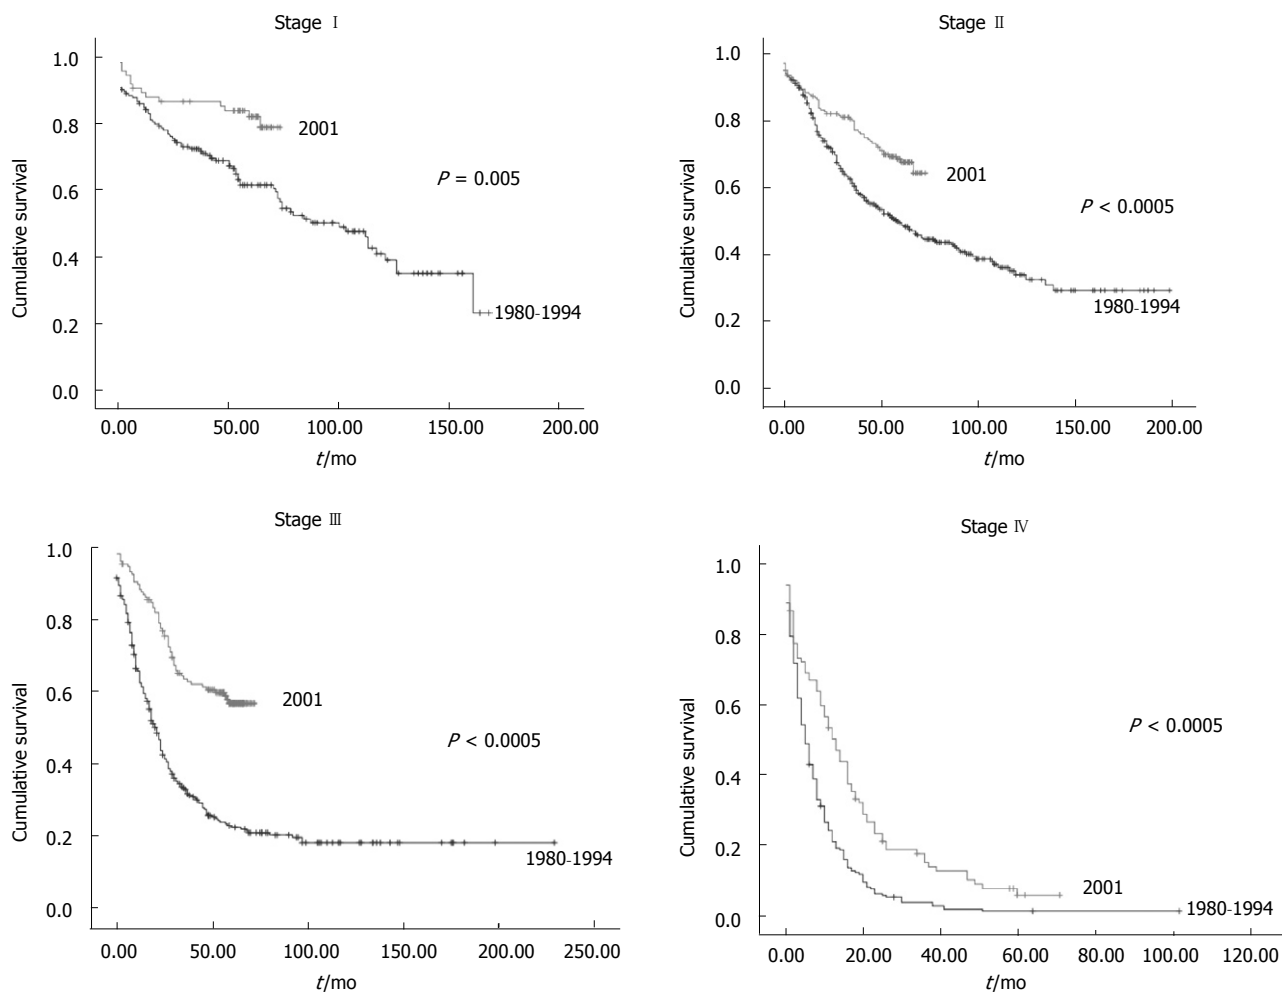 Stage Ⅰ
1.0
0.8
0.6
0.4
0.2
0.0
Cumulative survival
2001
P = 0.005
1980-1994
0.00 50.00 100.00 150.00 200.00
t/mo
Stage Ⅱ
1.0
0.8
0.6
0.4
0.2
0.0
Cumulative survival
2001
P < 0.0005
1980-1994
0.00 50.00 100.00 150.00 200.00
t/mo
Stage Ⅲ
1.0
0.8
0.6
0.4
0.2
0.0
Cumulative survival
2001
P < 0.0005
1980-1994
0.00 50.00 100.00 150.00 200.00 250.00
t/mo
Stage Ⅳ
1.0
0.8
0.6
0.4
0.2
0.0
Cumulative survival
P < 0.0005
2001
1980-1994
0.00 20.00 40.00 60.00 80.00 100.00 120.00
t/mo